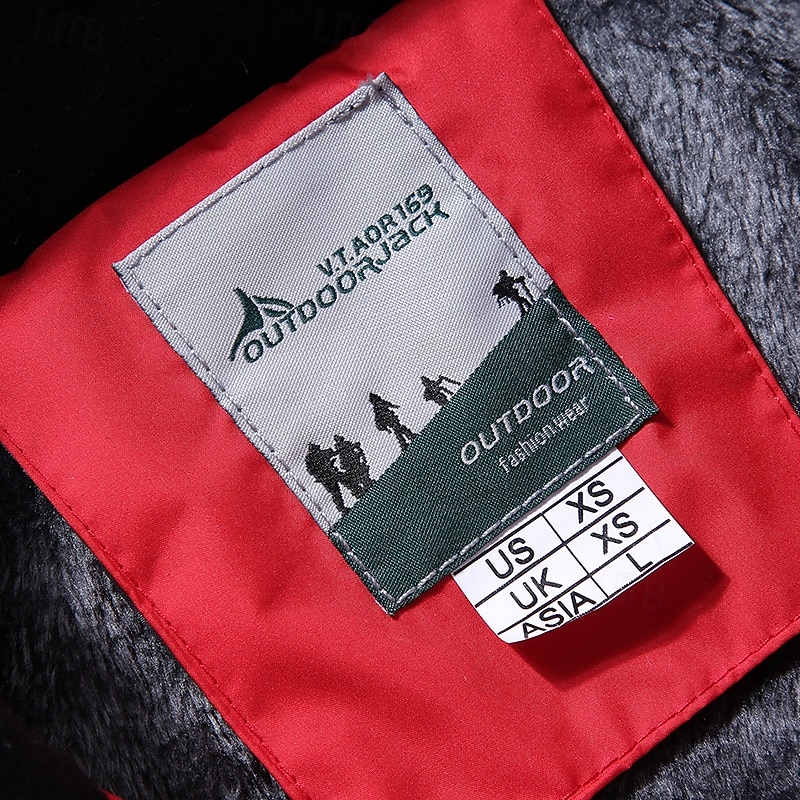 V.T.AOR169
OUTDOORJacK
OUTDOOR
fashion wear
US XS
UK XS
ASIA L